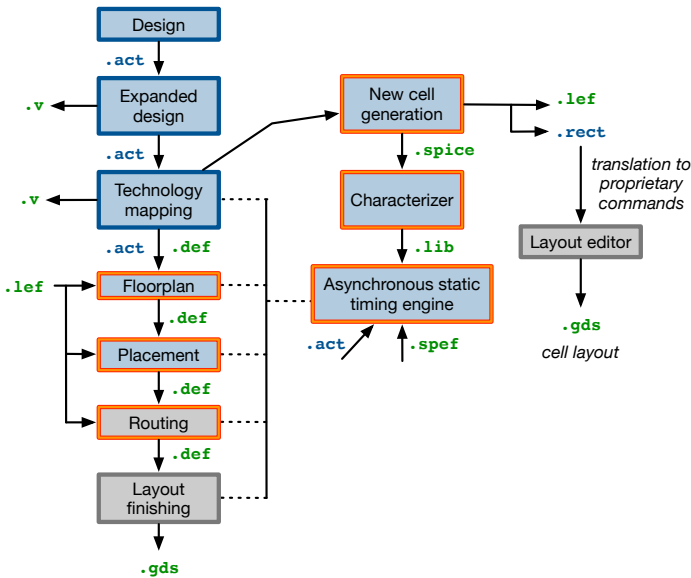 Design
.act
.v
Expanded
design
.act
.v
Technology
mapping
.act
.def
.lef
Floorplan
.def
Placement
.def
Routing
.def
Layout
finishing
.gds
New cell
generation
.lef
.rect
.spice
Characterizer
.lib
Asynchronous static
timing engine
.act
.spef
translation to
proprietary
commands
Layout editor
.gds
cell layout